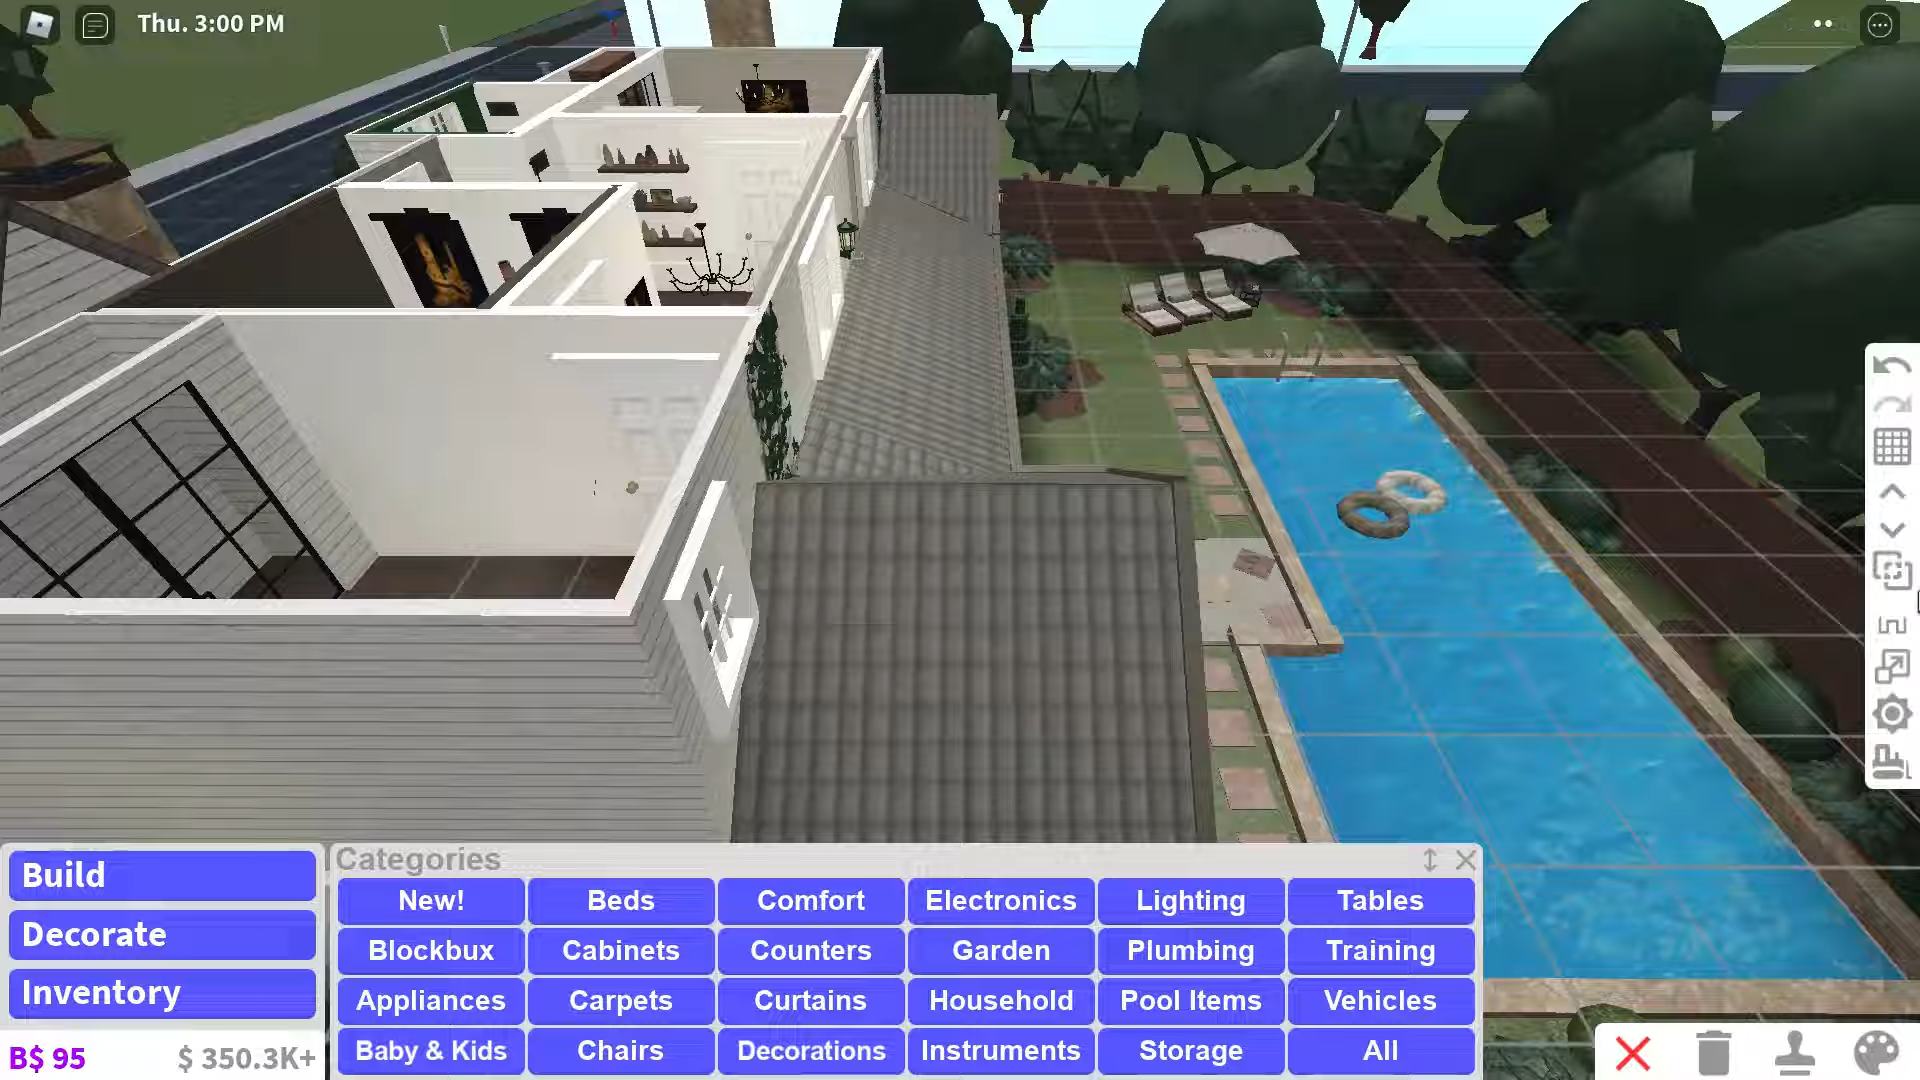 Thu. 3:00 PM
Build
Decorate
Inventory
B$ 95
$ 350.3K+
Categories
New! Beds Comfort Electronics Lighting Tables
Blockbux Cabinets Counters Garden Plumbing Training
Appliances Carpets Curtains Household Pool Items Vehicles
Baby & Kids Chairs Decorations Instruments Storage All